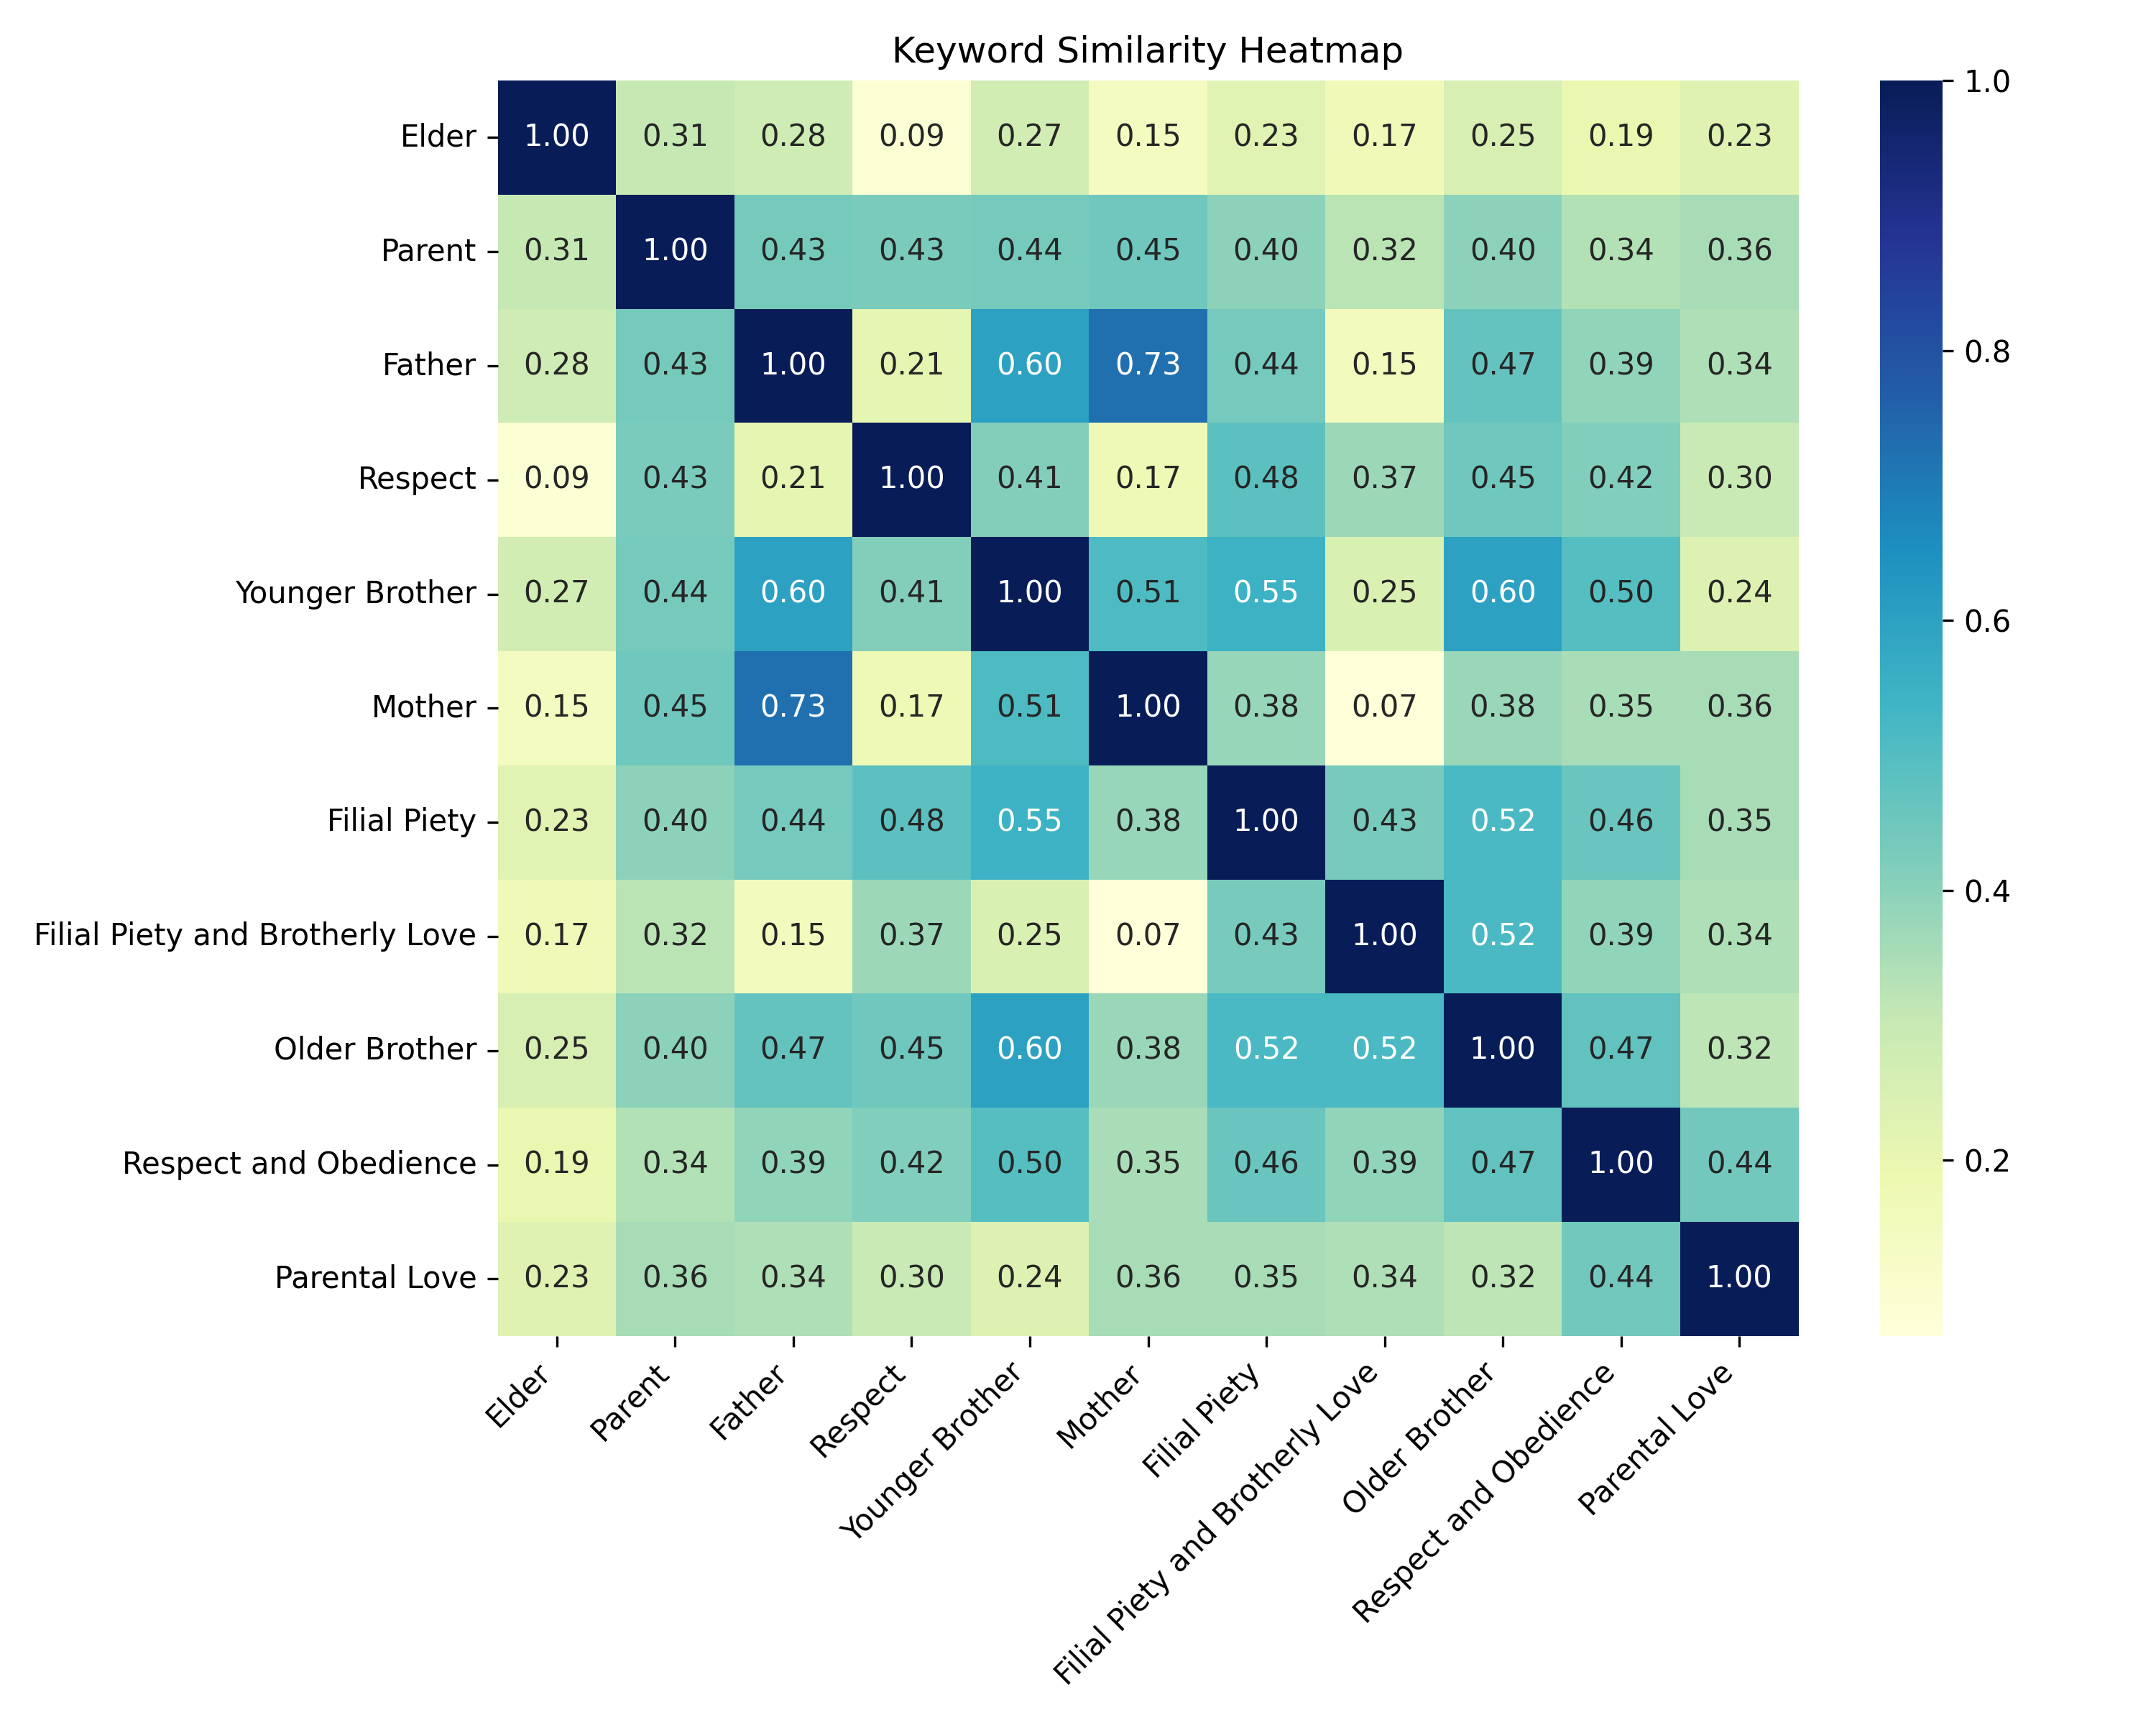 Keyword Similarity Heatmap
Elder 1.00 0.31 0.28 0.09 0.27 0.15 0.23 0.17 0.25 0.19 0.23
Parent 0.31 1.00 0.43 0.43 0.44 0.45 0.40 0.32 0.40 0.34 0.36
Father 0.28 0.43 1.00 0.21 0.60 0.73 0.44 0.15 0.47 0.39 0.34
Respect 0.09 0.43 0.21 1.00 0.41 0.17 0.48 0.37 0.45 0.42 0.30
Younger Brother 0.27 0.44 0.60 0.41 1.00 0.51 0.55 0.25 0.60 0.50 0.24
Mother 0.15 0.45 0.73 0.17 0.51 1.00 0.38 0.07 0.38 0.35 0.36
Filial Piety 0.23 0.40 0.44 0.48 0.55 0.38 1.00 0.43 0.52 0.46 0.35
Filial Piety and Brotherly Love 0.17 0.32 0.15 0.37 0.25 0.07 0.43 1.00 0.52 0.39 0.34
Older Brother 0.25 0.40 0.47 0.45 0.60 0.38 0.52 0.52 1.00 0.47 0.32
Respect and Obedience 0.19 0.34 0.39 0.42 0.50 0.35 0.46 0.39 0.47 1.00 0.44
Parental Love 0.23 0.36 0.34 0.30 0.24 0.36 0.35 0.34 0.32 0.44 1.00
Elder
Parent
Father
Respect
Younger Brother
Mother
Filial Piety
Filial Piety and Brotherly Love
Older Brother
Respect and Obedience
Parental Love
1.0
0.8
0.6
0.4
0.2